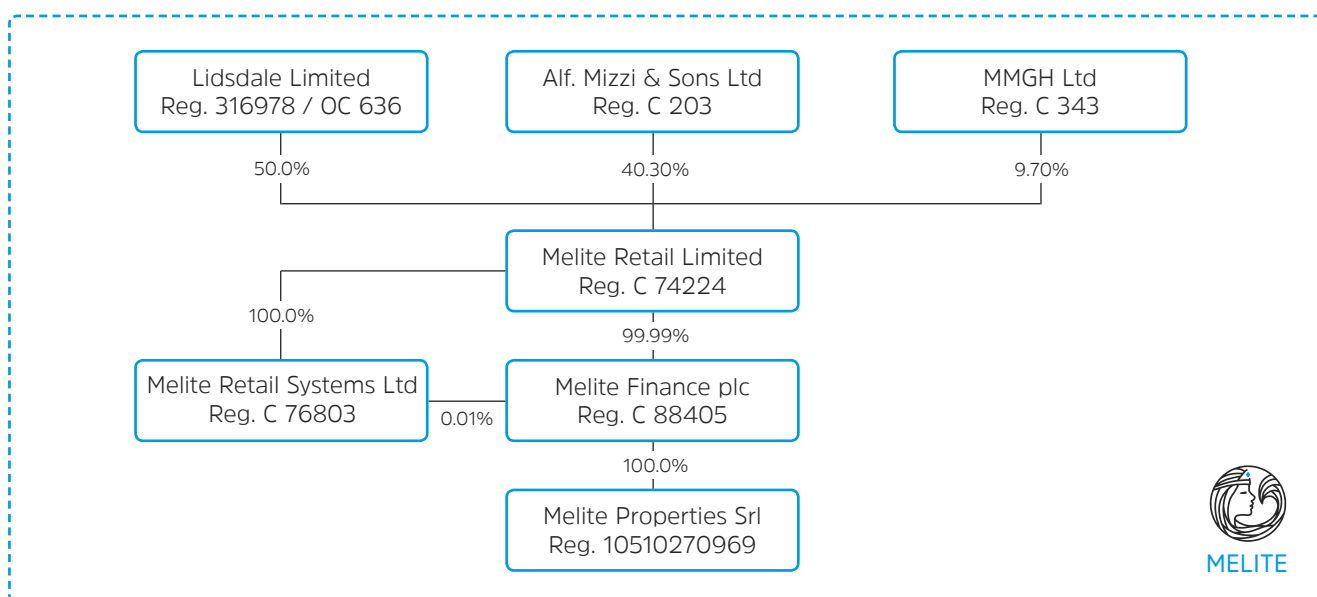 Lidsdale Limited
Reg. 316978 / OC 636
Alf. Mizzi & Sons Ltd
Reg. C 203
MMGH Ltd
Reg. C 343
50.0%
40.30%
9.70%
Melite Retail Limited
Reg. C 74224
100.0%
99.99%
Melite Retail Systems Ltd
Reg. C 76803
0.01%
Melite Finance plc
Reg. C 88405
100.0%
Melite Properties Srl
Reg. 10510270969
MELITE